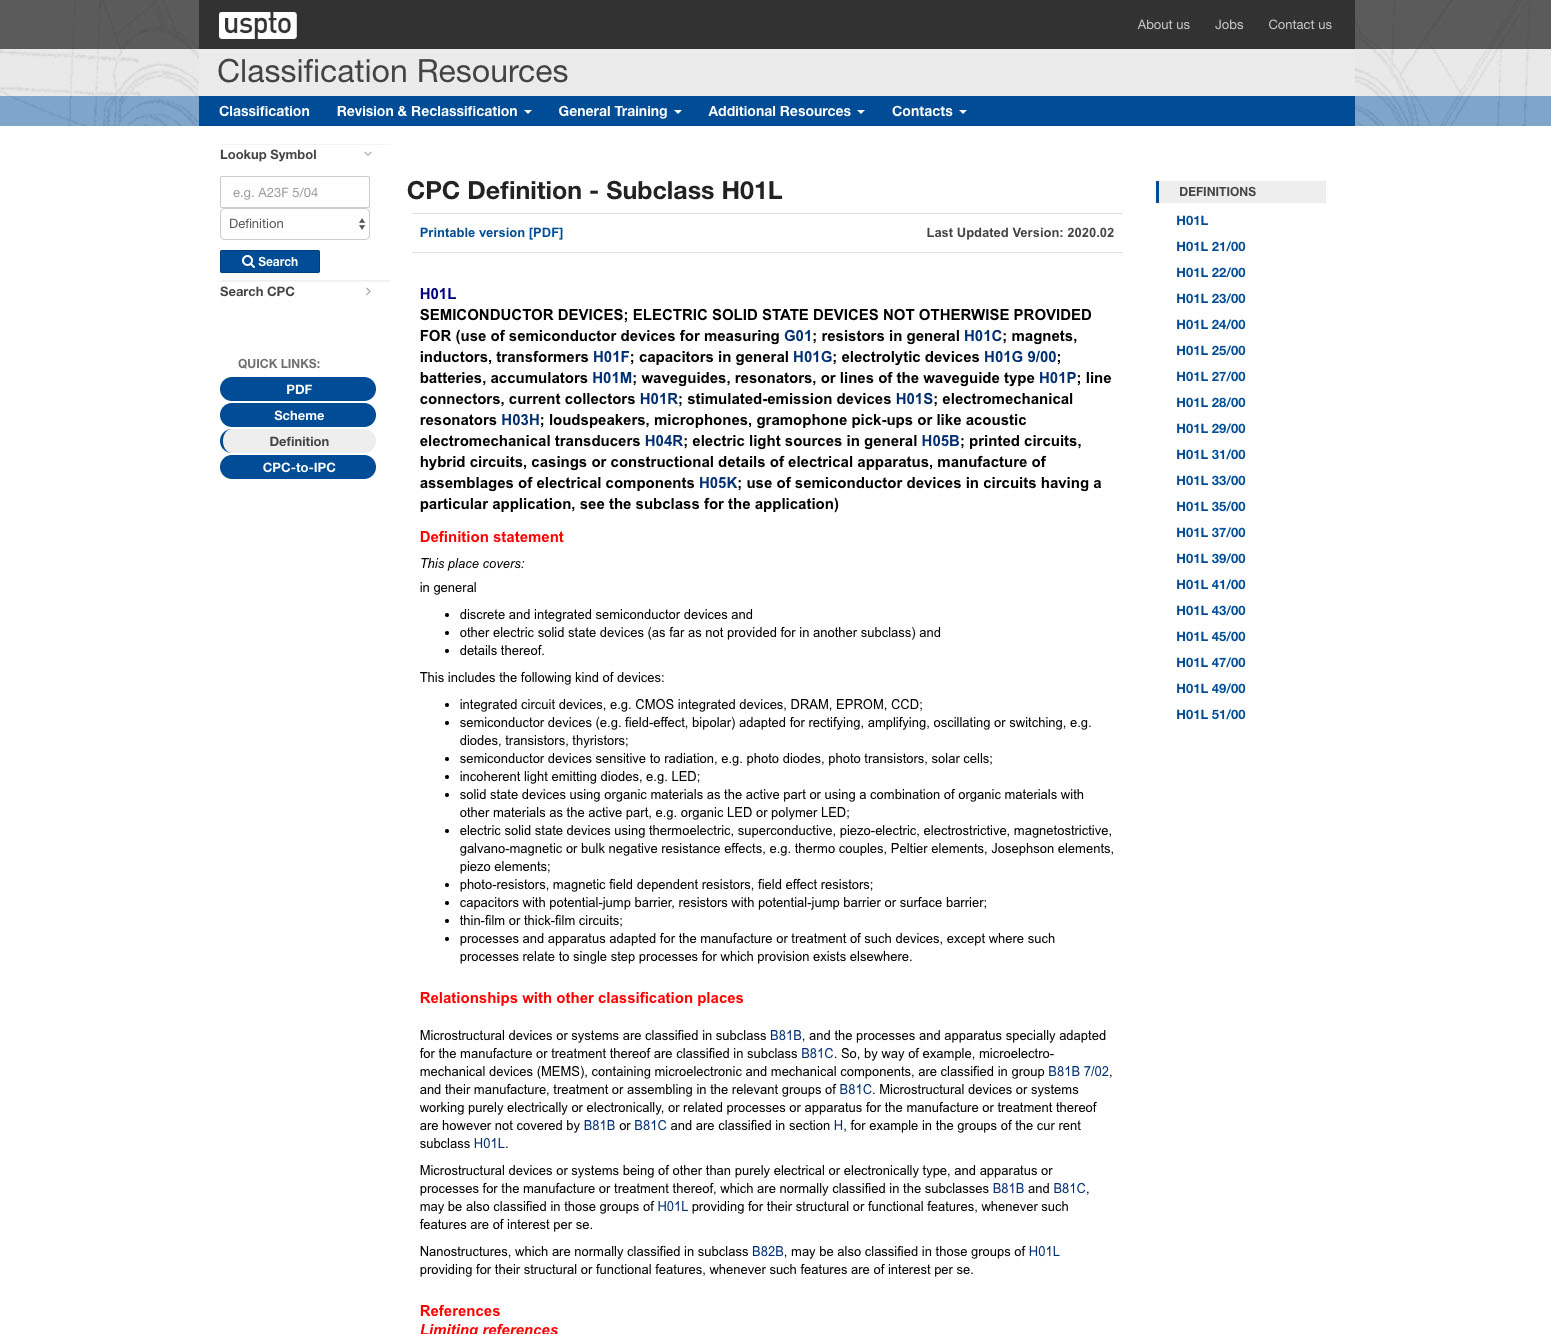 uspto
About us Jobs Contact us
Classification Resources
Classification Revision & Reclassification General Training Additional Resources Contacts
Lookup Symbol
e.g. A23F 5/04
Definition
Search
Search CPC
QUICK LINKS:
PDF
Scheme
Definition
CPC-to-IPC
CPC Definition - Subclass H01L
Printable version [PDF] Last Updated Version: 2020.02
H01L
SEMICONDUCTOR DEVICES; ELECTRIC SOLID STATE DEVICES NOT OTHERWISE PROVIDED
FOR (use of semiconductor devices for measuring G01; resistors in general H01C; magnets,
inductors, transformers H01F; capacitors in general H01G; electrolytic devices H01G 9/00;
batteries, accumulators H01M; waveguides, resonators, or lines of the waveguide type H01P; line
connectors, current collectors H01R; stimulated-emission devices H01S; electromechanical
resonators H03H; loudspeakers, microphones, gramophone pick-ups or like acoustic
electromechanical transducers H04R; electric light sources in general H05B; printed circuits,
hybrid circuits, casings or constructional details of electrical apparatus, manufacture of
assemblages of electrical components H05K; use of semiconductor devices in circuits having a
particular application, see the subclass for the application)
Definition statement
This place covers:
in general
• discrete and integrated semiconductor devices and
• other electric solid state devices (as far as not provided for in another subclass) and
• details thereof.
This includes the following kind of devices:
• integrated circuit devices, e.g. CMOS integrated devices, DRAM, EPROM, CCD;
• semiconductor devices (e.g. field-effect, bipolar) adapted for rectifying, amplifying, oscillating or switching, e.g.
diodes, transistors, thyristors;
• semiconductor devices sensitive to radiation, e.g. photo diodes, photo transistors, solar cells;
• incoherent light emitting diodes, e.g. LED;
• solid state devices using organic materials as the active part or using a combination of organic materials with
other materials as the active part, e.g. organic LED or polymer LED;
• electric solid state devices using thermoelectric, superconductive, piezo-electric, electrostrictive, magnetostrictive,
galvano-magnetic or bulk negative resistance effects, e.g. thermo couples, Peltier elements, Josephson elements,
piezo elements;
• photo-resistors, magnetic field dependent resistors, field effect resistors;
• capacitors with potential-jump barrier, resistors with potential-jump barrier or surface barrier;
• thin-film or thick-film circuits;
• processes and apparatus adapted for the manufacture or treatment of such devices, except where such
processes relate to single step processes for which provision exists elsewhere.
Relationships with other classification places
Microstructural devices or systems are classified in subclass B81B, and the processes and apparatus specially adapted
for the manufacture or treatment thereof are classified in subclass B81C. So, by way of example, microelectro-
mechanical devices (MEMS), containing microelectronic and mechanical components, are classified in group B81B 7/02,
and their manufacture, treatment or assembling in the relevant groups of B81C. Microstructural devices or systems
working purely electrically or electronically, or related processes or apparatus for the manufacture or treatment thereof
are however not covered by B81B or B81C and are classified in section H, for example in the groups of the cur rent
subclass H01L.
Microstructural devices or systems being of other than purely electrical or electronically type, and apparatus or
processes for the manufacture or treatment thereof, which are normally classified in the subclasses B81B and B81C,
may be also classified in those groups of H01L providing for their structural or functional features, whenever such
features are of interest per se.
Nanostructures, which are normally classified in subclass B82B, may be also classified in those groups of H01L
providing for their structural or functional features, whenever such features are of interest per se.
References
Limiting references
DEFINITIONS
H01L
H01L 21/00
H01L 22/00
H01L 23/00
H01L 24/00
H01L 25/00
H01L 27/00
H01L 28/00
H01L 29/00
H01L 31/00
H01L 33/00
H01L 35/00
H01L 37/00
H01L 39/00
H01L 41/00
H01L 43/00
H01L 45/00
H01L 47/00
H01L 49/00
H01L 51/00